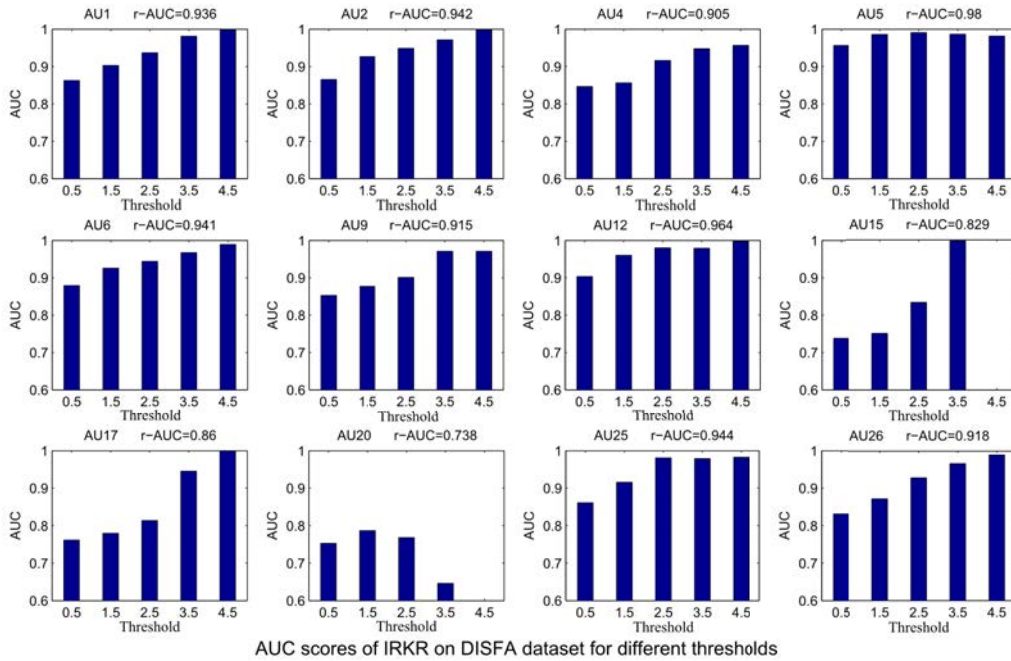 AU1 r-AUC=0.936
AUC
1
0.9
0.8
0.7
0.6
0.5 1.5 2.5 3.5 4.5
Threshold
AU2 r-AUC=0.942
AUC
1
0.9
0.8
0.7
0.6
0.5 1.5 2.5 3.5 4.5
Threshold
AU4 r-AUC=0.905
AUC
1
0.9
0.8
0.7
0.6
0.5 1.5 2.5 3.5 4.5
Threshold
AU5 r-AUC=0.98
AUC
1
0.9
0.8
0.7
0.6
0.5 1.5 2.5 3.5 4.5
Threshold
AU6 r-AUC=0.941
AUC
1
0.9
0.8
0.7
0.6
0.5 1.5 2.5 3.5 4.5
Threshold
AU9 r-AUC=0.915
AUC
1
0.9
0.8
0.7
0.6
0.5 1.5 2.5 3.5 4.5
Threshold
AU12 r-AUC=0.964
AUC
1
0.9
0.8
0.7
0.6
0.5 1.5 2.5 3.5 4.5
Threshold
AU15 r-AUC=0.829
AUC
1
0.9
0.8
0.7
0.6
0.5 1.5 2.5 3.5 4.5
Threshold
AU17 r-AUC=0.86
AUC
1
0.9
0.8
0.7
0.6
0.5 1.5 2.5 3.5 4.5
Threshold
AU20 r-AUC=0.738
AUC
1
0.9
0.8
0.7
0.6
0.5 1.5 2.5 3.5 4.5
Threshold
AU25 r-AUC=0.944
AUC
1
0.9
0.8
0.7
0.6
0.5 1.5 2.5 3.5 4.5
Threshold
AU26 r-AUC=0.918
AUC
1
0.9
0.8
0.7
0.6
0.5 1.5 2.5 3.5 4.5
Threshold
AUC scores of IRKR on DISFA dataset for different thresholds